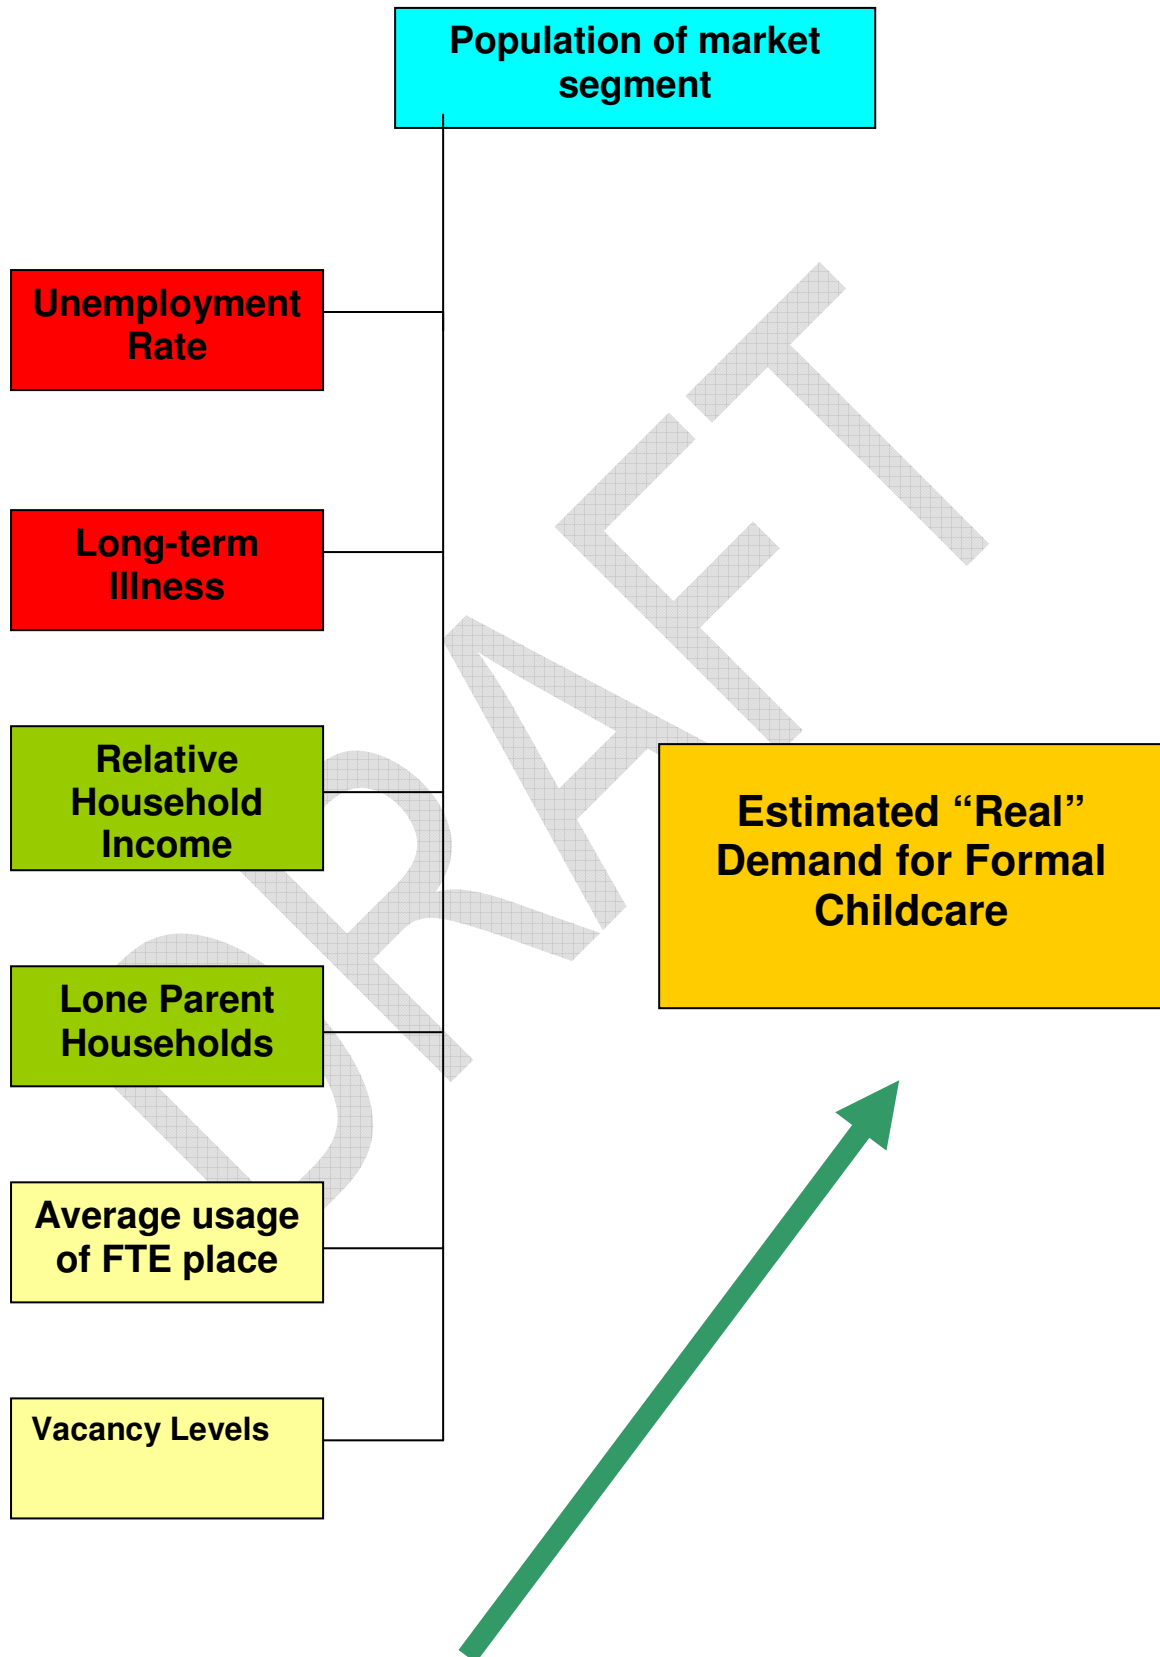 Population of market
segment
Unemployment
Rate
Long-term
Illness
Relative
Household
Income
Estimated “Real”
Demand for Formal
Childcare
Lone Parent
Households
Average usage
of FTE place
Vacancy Levels
DRAFT